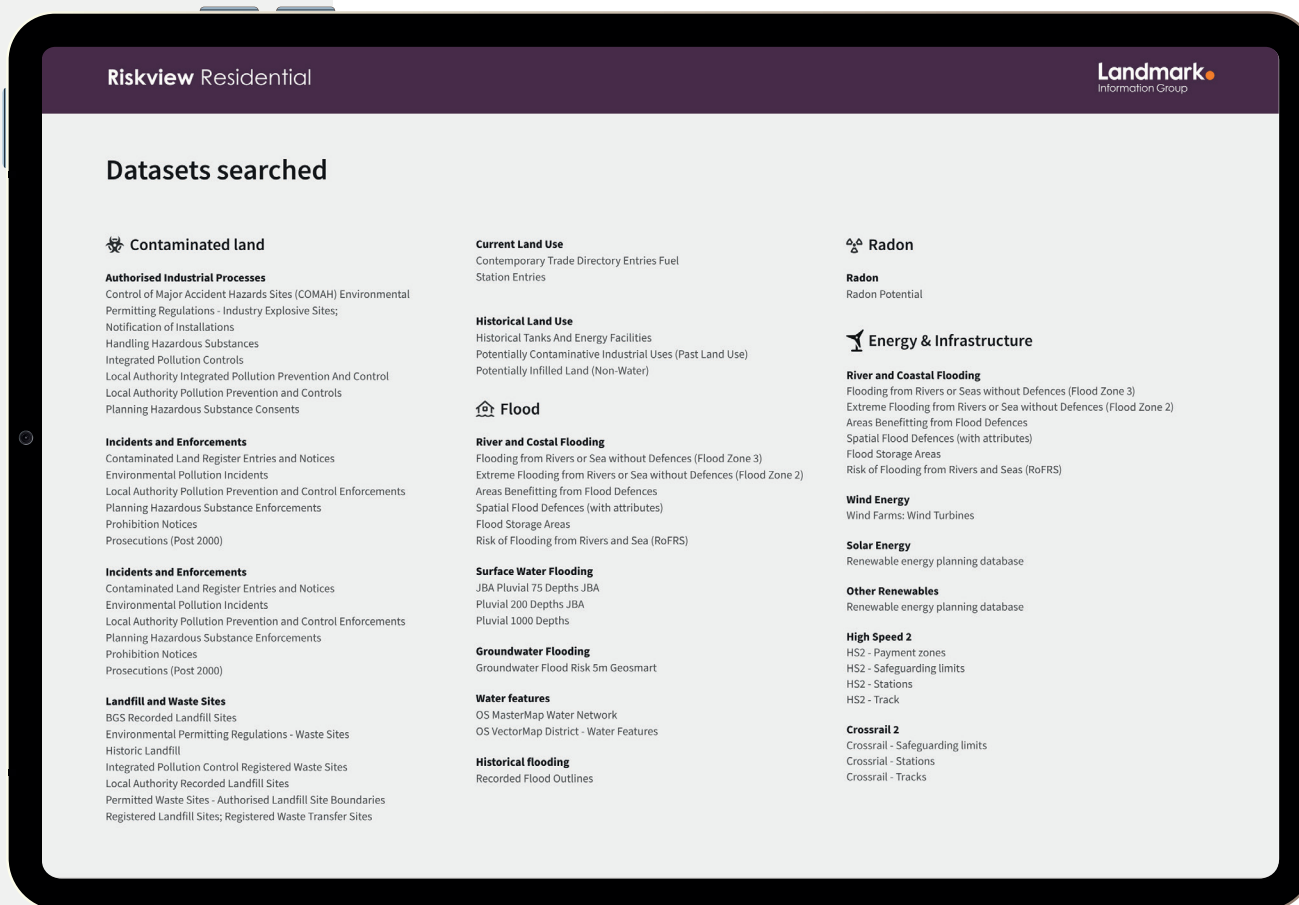 Riskview Residential
Landmark
Information Group
Datasets searched
Contaminated land
Authorised Industrial Processes
Control of Major Accident Hazards Sites (COMAH) Environmental
Permitting Regulations - Industry Explosive Sites;
Notification of Installations
Handling Hazardous Substances
Integrated Pollution Controls
Local Authority Integrated Pollution Prevention And Control
Local Authority Pollution Prevention and Controls
Planning Hazardous Substance Consents
Incidents and Enforcements
Contaminated Land Register Entries and Notices
Environmental Pollution Incidents
Local Authority Pollution Prevention and Control Enforcements
Planning Hazardous Substance Enforcements
Prohibition Notices
Prosecutions (Post 2000)
Incidents and Enforcements
Contaminated Land Register Entries and Notices
Environmental Pollution Incidents
Local Authority Pollution Prevention and Control Enforcements
Planning Hazardous Substance Enforcements
Prohibition Notices
Prosecutions (Post 2000)
Landfill and Waste Sites
BGS Recorded Landfill Sites
Environmental Permitting Regulations - Waste Sites
Historic Landfill
Integrated Pollution Control Registered Waste Sites
Local Authority Recorded Landfill Sites
Permitted Waste Sites - Authorised Landfill Site Boundaries
Registered Landfill Sites; Registered Waste Transfer Sites
Current Land Use
Contemporary Trade Directory Entries Fuel
Station Entries
Historical Land Use
Historical Tanks And Energy Facilities
Potentially Contaminative Industrial Uses (Past Land Use)
Potentially Infilled Land (Non-Water)
Flood
River and Costal Flooding
Flooding from Rivers or Sea without Defences (Flood Zone 3)
Extreme Flooding from Rivers or Sea without Defences (Flood Zone 2)
Areas Benefitting from Flood Defences
Spatial Flood Defences (with attributes)
Flood Storage Areas
Risk of Flooding from Rivers and Sea (RoFRS)
Surface Water Flooding
JBA Pluvial 75 Depths JBA
Pluvial 200 Depths JBA
Pluvial 1000 Depths
Groundwater Flooding
Groundwater Flood Risk 5m Geosmart
Water features
OS MasterMap Water Network
OS VectorMap District - Water Features
Historical flooding
Recorded Flood Outlines
Radon
Radon
Radon Potential
Energy & Infrastructure
River and Coastal Flooding
Flooding from Rivers or Seas without Defences (Flood Zone 3)
Extreme Flooding from Rivers or Sea without Defences (Flood Zone 2)
Areas Benefitting from Flood Defences
Spatial Flood Defences (with attributes)
Flood Storage Areas
Risk of Flooding from Rivers and Seas (RoFRS)
Wind Energy
Wind Farms: Wind Turbines
Solar Energy
Renewable energy planning database
Other Renewables
Renewable energy planning database
High Speed 2
HS2 - Payment zones
HS2 - Safeguarding limits
HS2 - Stations
HS2 - Track
Crossrail 2
Crossrail - Safeguarding limits
Crossrial - Stations
Crossrail - Tracks